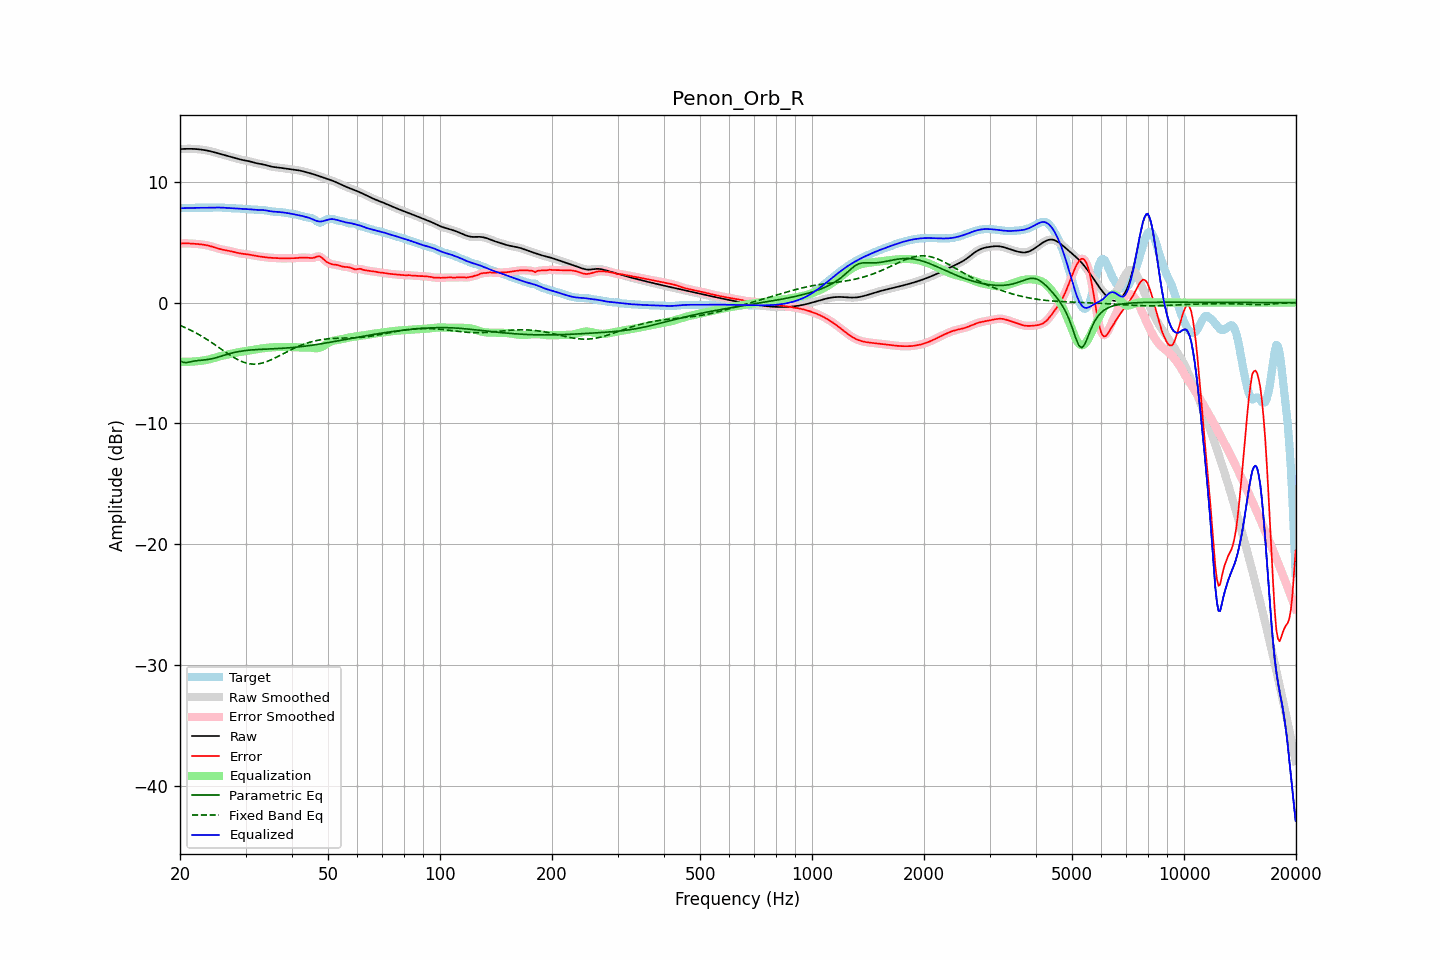 Penon_Orb_R
Amplitude (dBr)
10
0
−10
−20
−30
−40
Target
Raw Smoothed
Error Smoothed
Raw
Error
Equalization
Parametric Eq
Fixed Band Eq
Equalized
20 50 100 200 500 1000 2000 5000 10000 20000
Frequency (Hz)